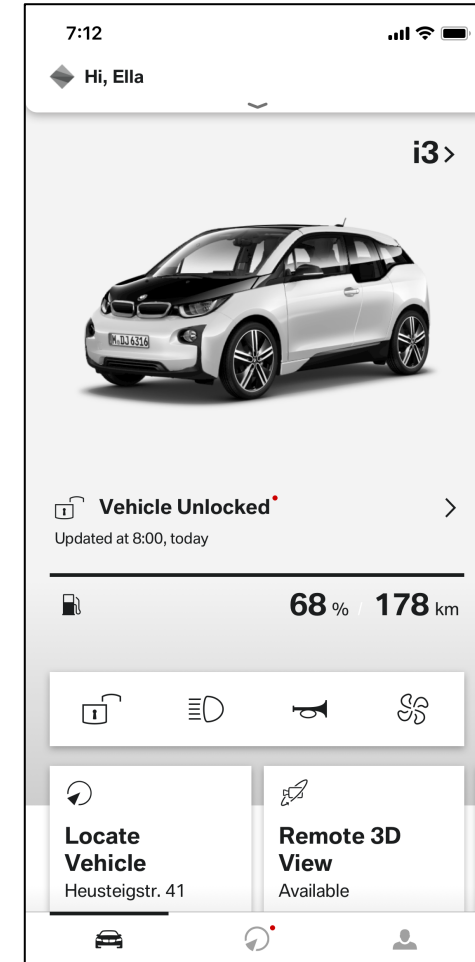 7:12
Hi, Ella
i3
M DJ 6316
Vehicle Unlocked
Updated at 8:00, today
68 % / 178 km
Locate
Vehicle
Heusteigstr. 41
Remote 3D
View
Available